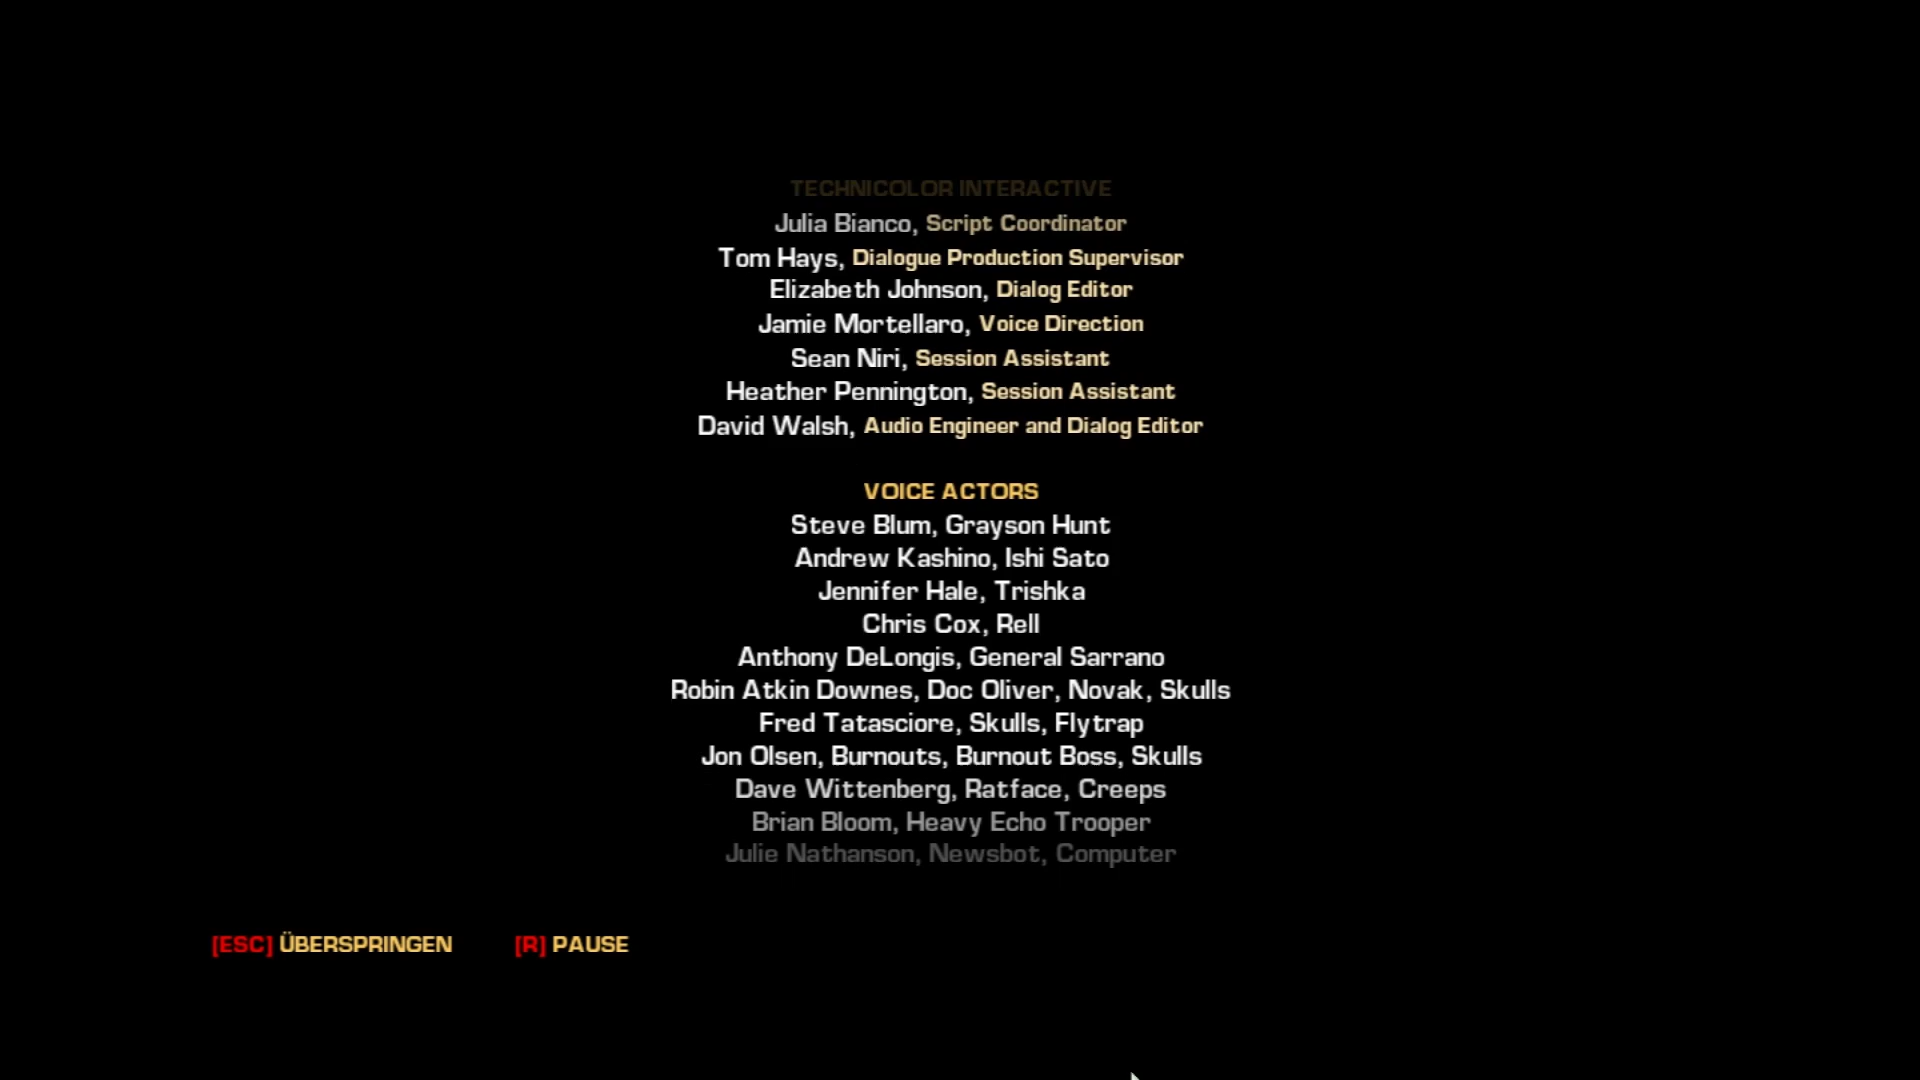 TECHNICOLOR INTERACTIVE
Julia Bianco, Script Coordinator
Tom Hays, Dialogue Production Supervisor
Elizabeth Johnson, Dialog Editor
Jamie Mortellaro, Voice Direction
Sean Niri, Session Assistant
Heather Pennington, Session Assistant
David Walsh, Audio Engineer and Dialog Editor
VOICE ACTORS
Steve Blum, Grayson Hunt
Andrew Kashino, Ishi Sato
Jennifer Hale, Trishka
Chris Cox, Rell
Anthony DeLongis, General Sarrano
Robin Atkin Downes, Doc Oliver, Novak, Skulls
Fred Tatasciore, Skulls, Flytrap
Jon Olsen, Burnouts, Burnout Boss, Skulls
Dave Wittenberg, Ratface, Creeps
Brian Bloom, Heavy Echo Trooper
Julie Nathanson, Newsbot, Computer
[ESC] ÜBERSPRINGEN [R] PAUSE